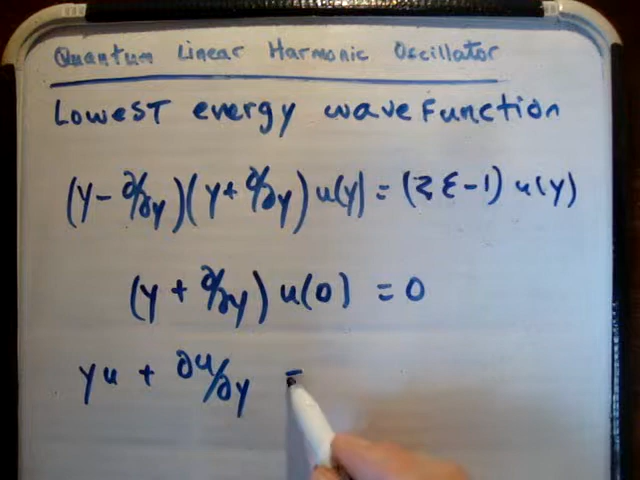 Quantum Linear Harmonic Oscillator
Lowest energy wave function
(y - ∂/∂y)(y + ∂/∂y) u(y) = (2ε - 1) u(y)
(y + ∂/∂y) u(0) = 0
yu + ∂u/∂y =